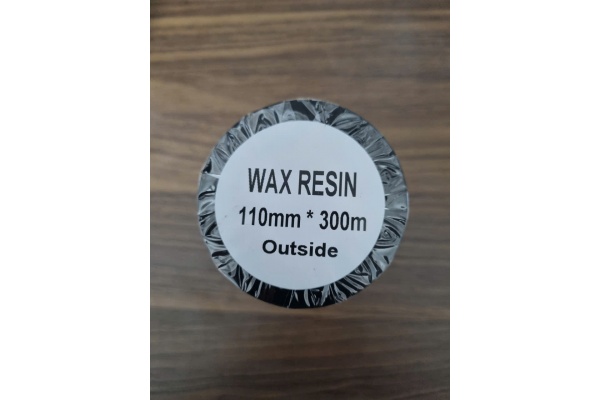 WAX RESIN
110mm * 300m
Outside